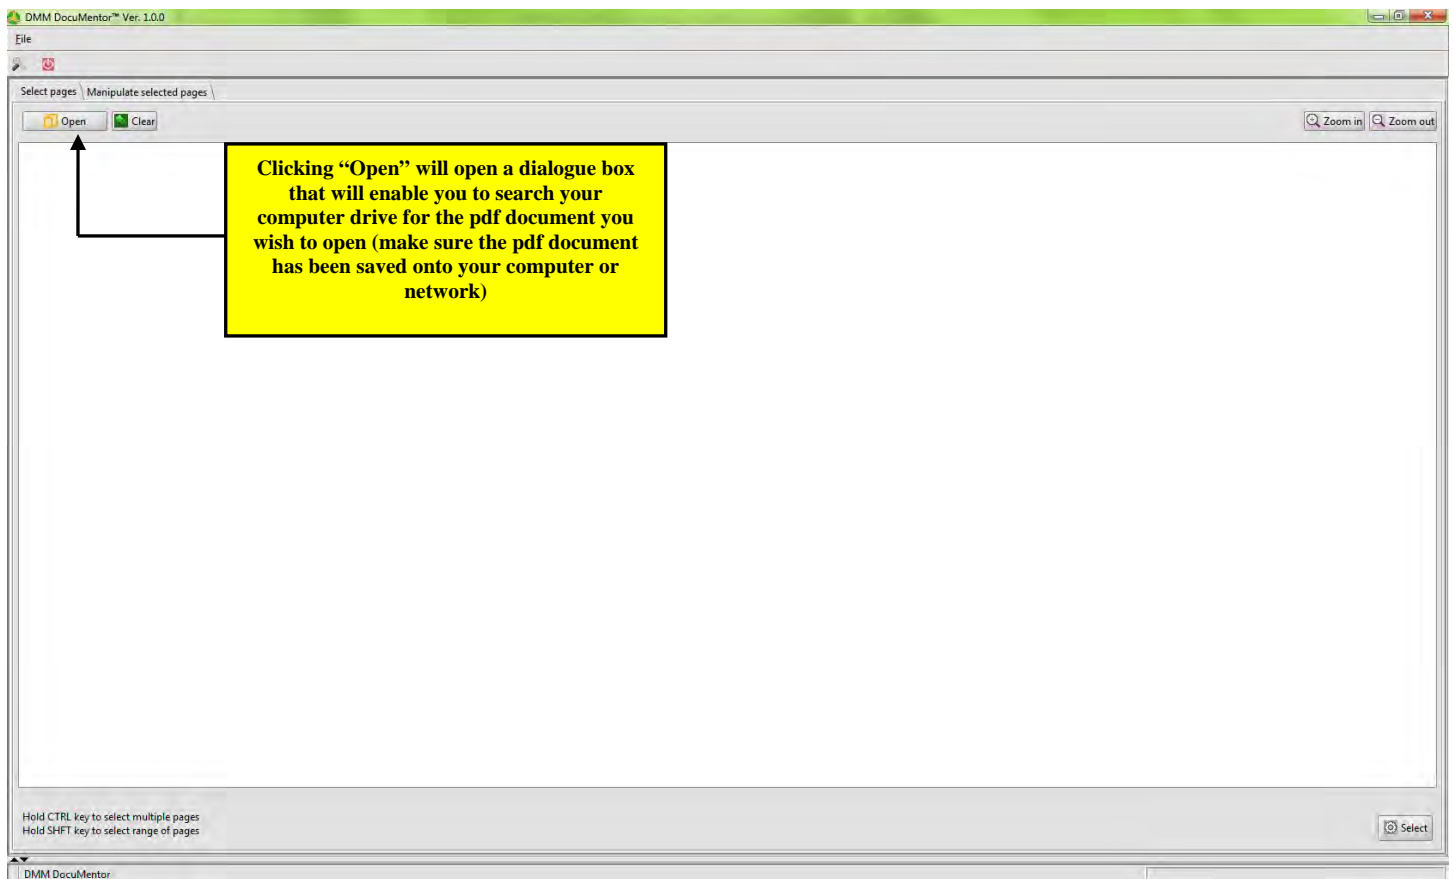 DMM DocuMentor™ Ver. 1.0.0
File
Select pages
Manipulate selected pages
Open
Clear
Zoom in
Zoom out
Clicking “Open” will open a dialogue box
that will enable you to search your
computer drive for the pdf document you
wish to open (make sure the pdf document
has been saved onto your computer or
network)
Hold CTRL key to select multiple pages
Hold SHFT key to select range of pages
Select
DMM DocuMentor